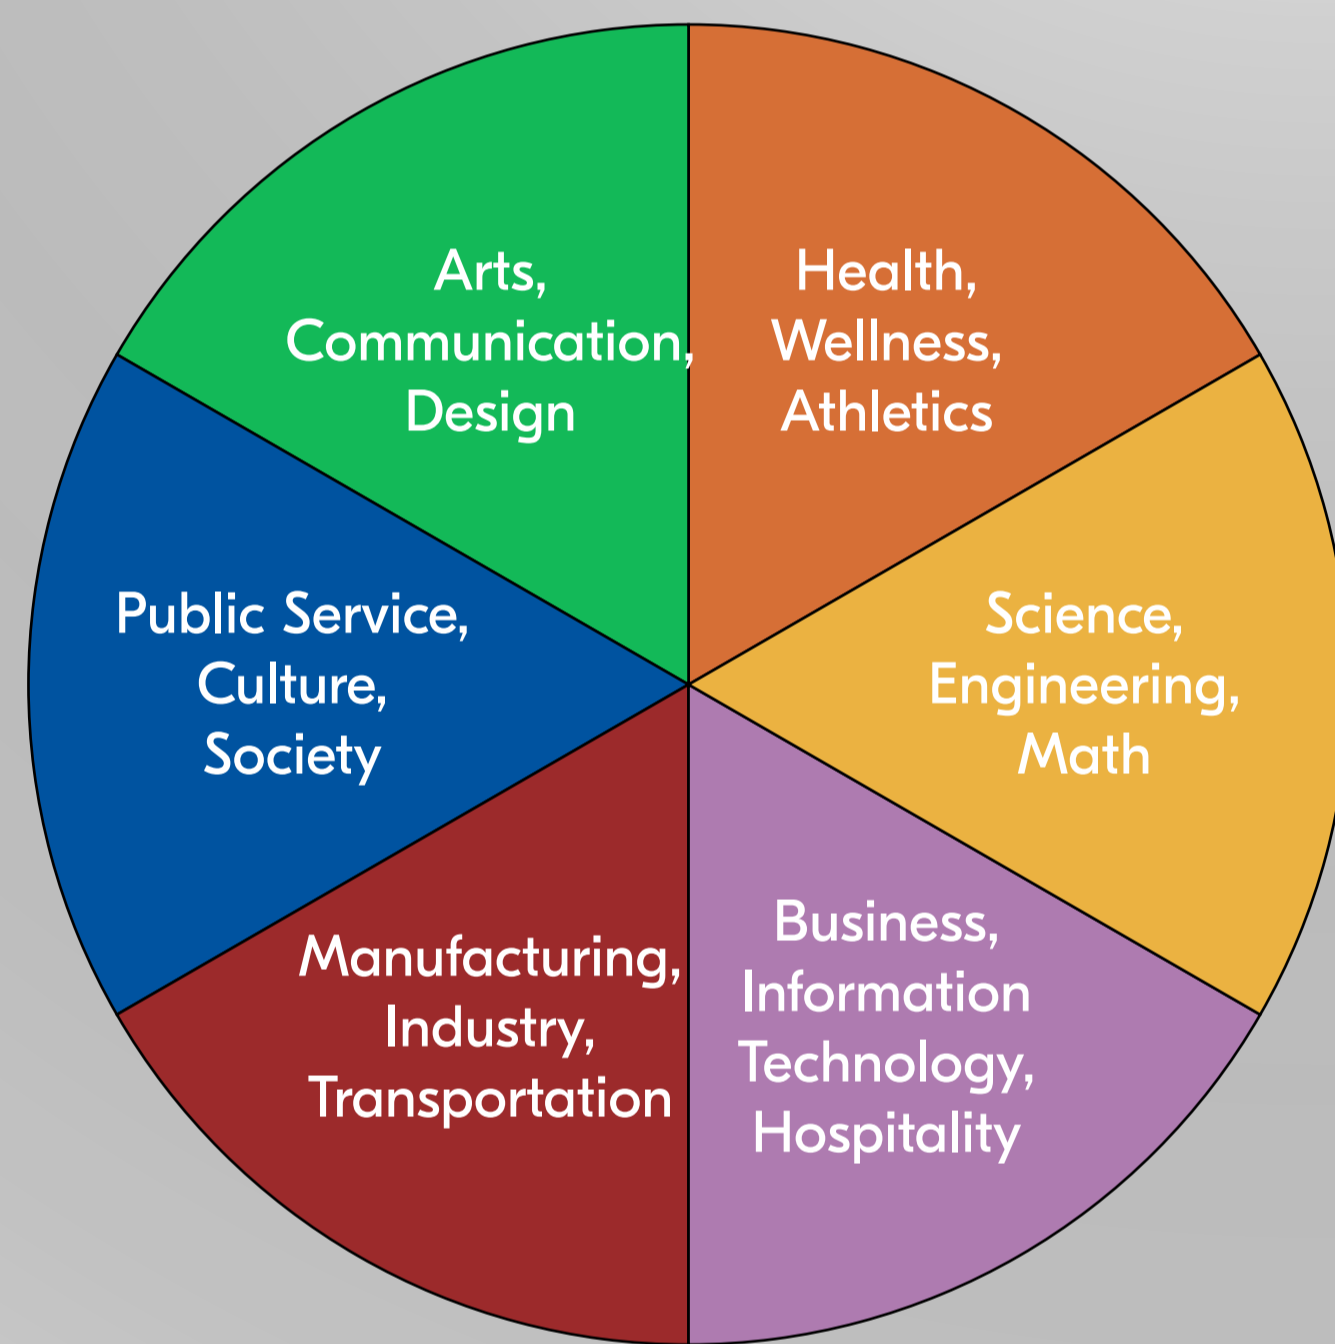 Arts,
Communication,
Design
Health,
Wellness,
Athletics
Public Service,
Culture,
Society
Science,
Engineering,
Math
Manufacturing,
Industry,
Transportation
Business,
Information
Technology,
Hospitality